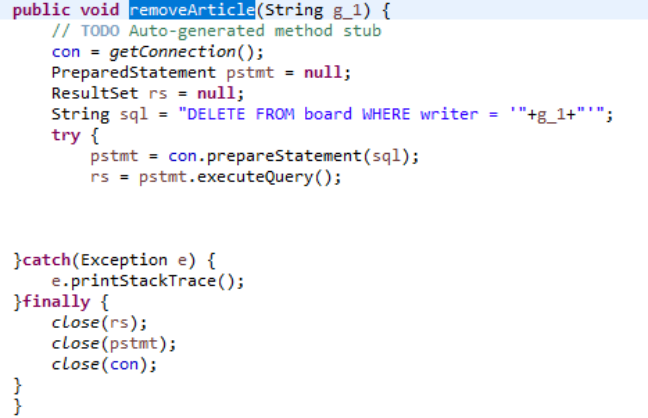 public void removeArticle(String g_1) {
// TODO Auto-generated method stub
con = getConnection();
PreparedStatement pstmt = null;
ResultSet rs = null;
String sql = "DELETE FROM board WHERE writer = '"+g_1+"'";
try {
pstmt = con.prepareStatement(sql);
rs = pstmt.executeQuery();
}catch(Exception e) {
e.printStackTrace();
}finally {
close(rs);
close(pstmt);
close(con);
}
}